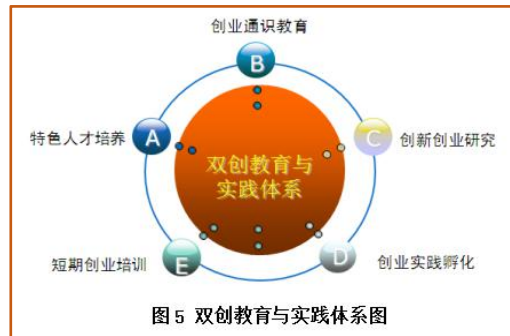 创业通识教育
B
特色人才培养
A
C
创新创业研究
双创教育与
实践体系
短期创业培训
E
D
创业实践孵化
图5 双创教育与实践体系图